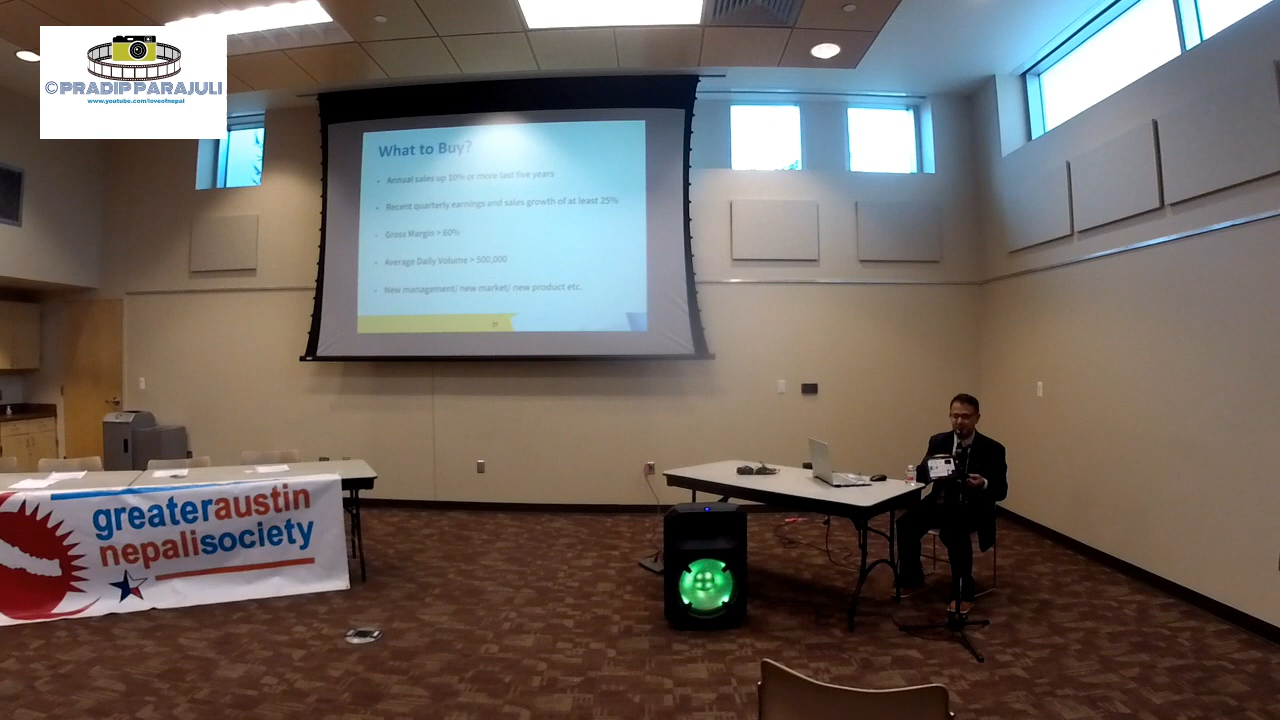 ©PRADIP PARAJULI
www.youtube.com/loveofnepal
What to Buy?
• Annual sales up 10% or more last five years
• Recent quarterly earnings and sales growth of at least 25%
• Gross Margin > 60%
• Average Daily Volume > 500,000
• New management/ new market/ new product etc.
greateraustin
nepalisociety